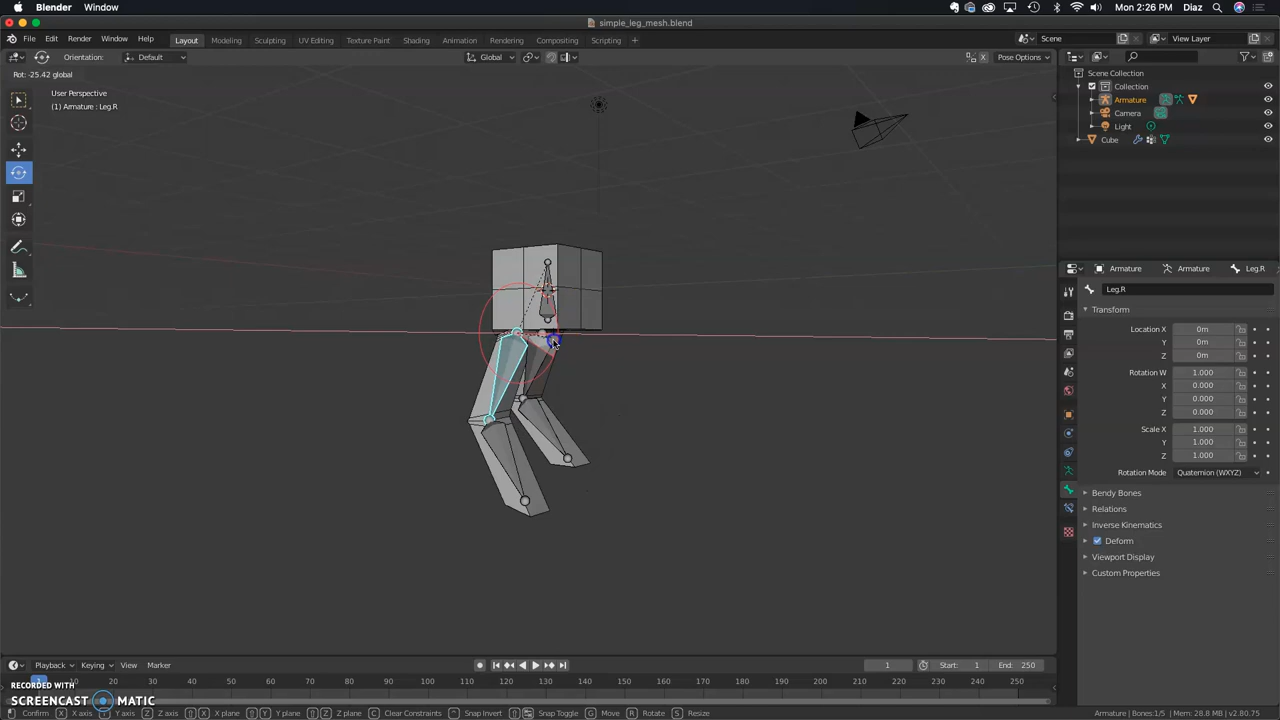 Blender Window Mon 2:26 PM Diaz
simple_leg_mesh.blend
File Edit Render Window Help Layout Modeling Sculpting UV Editing Texture Paint Shading Animation Rendering Compositing Scripting + Scene View Layer
Orientation: Default Global X Pose Options
Rot: -25.42 global
User Perspective
(1) Armature : Leg.R
Scene Collection
Collection
Armature
Camera
Light
Cube
Armature Armature Leg.R
Leg.R
Transform
Location X 0m
Y 0m
Z 0m
Rotation W 1.000
X 0.000
Y 0.000
Z 0.000
Scale X 1.000
Y 1.000
Z 1.000
Rotation Mode Quaternion (WXYZ)
Bendy Bones
Relations
Inverse Kinematics
Deform
Viewport Display
Custom Properties
Playback Keying View Marker 1 Start: 1 End: 250
1 10 20 30 40 50 60 70 80 90 100 110 120 130 140 150 160 170 180 190 200 210 220 230 240 250
RECORDED WITH
SCREENCAST MATIC
Confirm X X axis Y Y axis Z Z axis X X plane Y Y plane Z Z plane C Clear Constraints Snap Invert Snap Toggle G Move R Rotate S Resize Armature | Bones:1/5 | Mem: 28.8 MB | v2.80.75